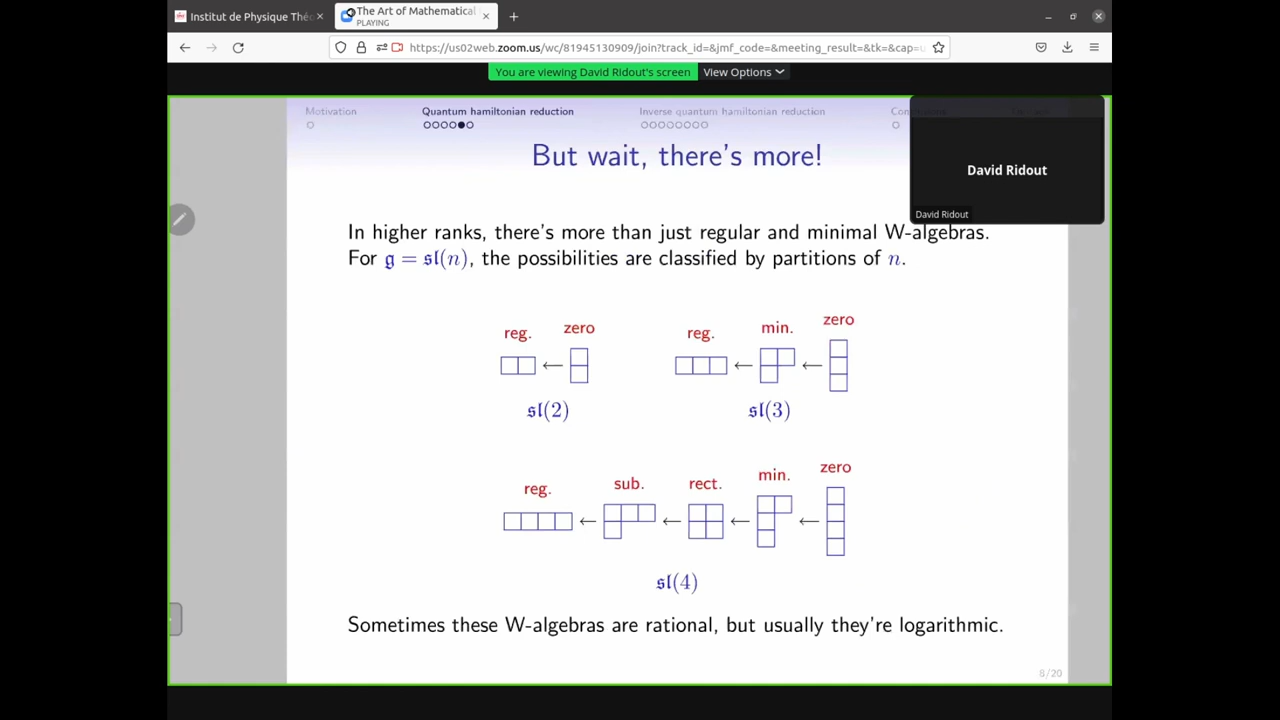 Institut de Physique Thé
The Art of Mathematical
PLAYING
https://us02web.zoom.us/wc/81945130909/join?track_id=&jmf_code=&meeting_result=&tk=&cap=
You are viewing David Ridout's screen
View Options
Motivation
Quantum hamiltonian reduction
Inverse quantum hamiltonian reduction
But wait, there's more!
David Ridout
David Ridout
In higher ranks, there's more than just regular and minimal W-algebras.
For 𝔤 = 𝔰𝔩(n), the possibilities are classified by partitions of n.
reg. ← zero
𝔰𝔩(2)
reg. ← min. ← zero
𝔰𝔩(3)
reg. ← sub. ← rect. ← min. ← zero
𝔰𝔩(4)
Sometimes these W-algebras are rational, but usually they're logarithmic.
8/20